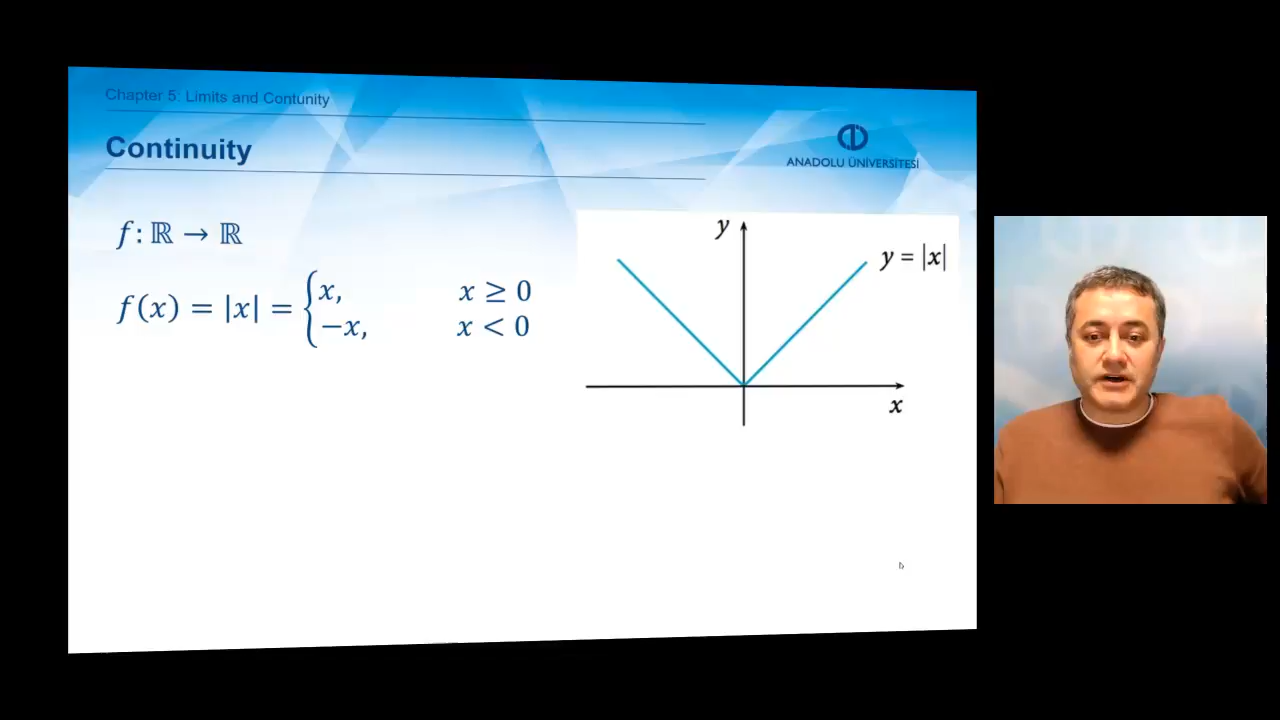 Chapter 5: Limits and Contunity
Continuity
ANADOLU ÜNİVERSİTESİ
f: ℝ → ℝ
f(x) = |x| = { x, x ≥ 0
−x, x < 0
y
y = |x|
x